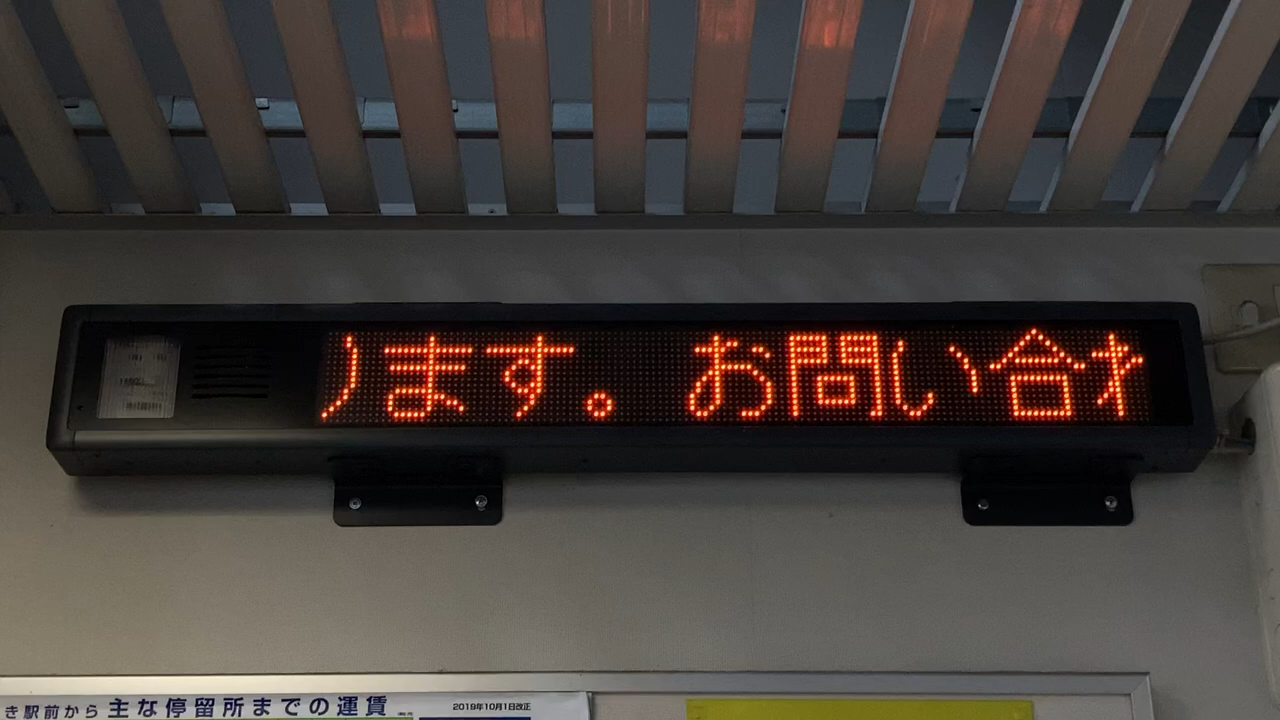 ります。 お問い合わ
き駅前から 主な停留所までの運賃
2019年10月1日改正